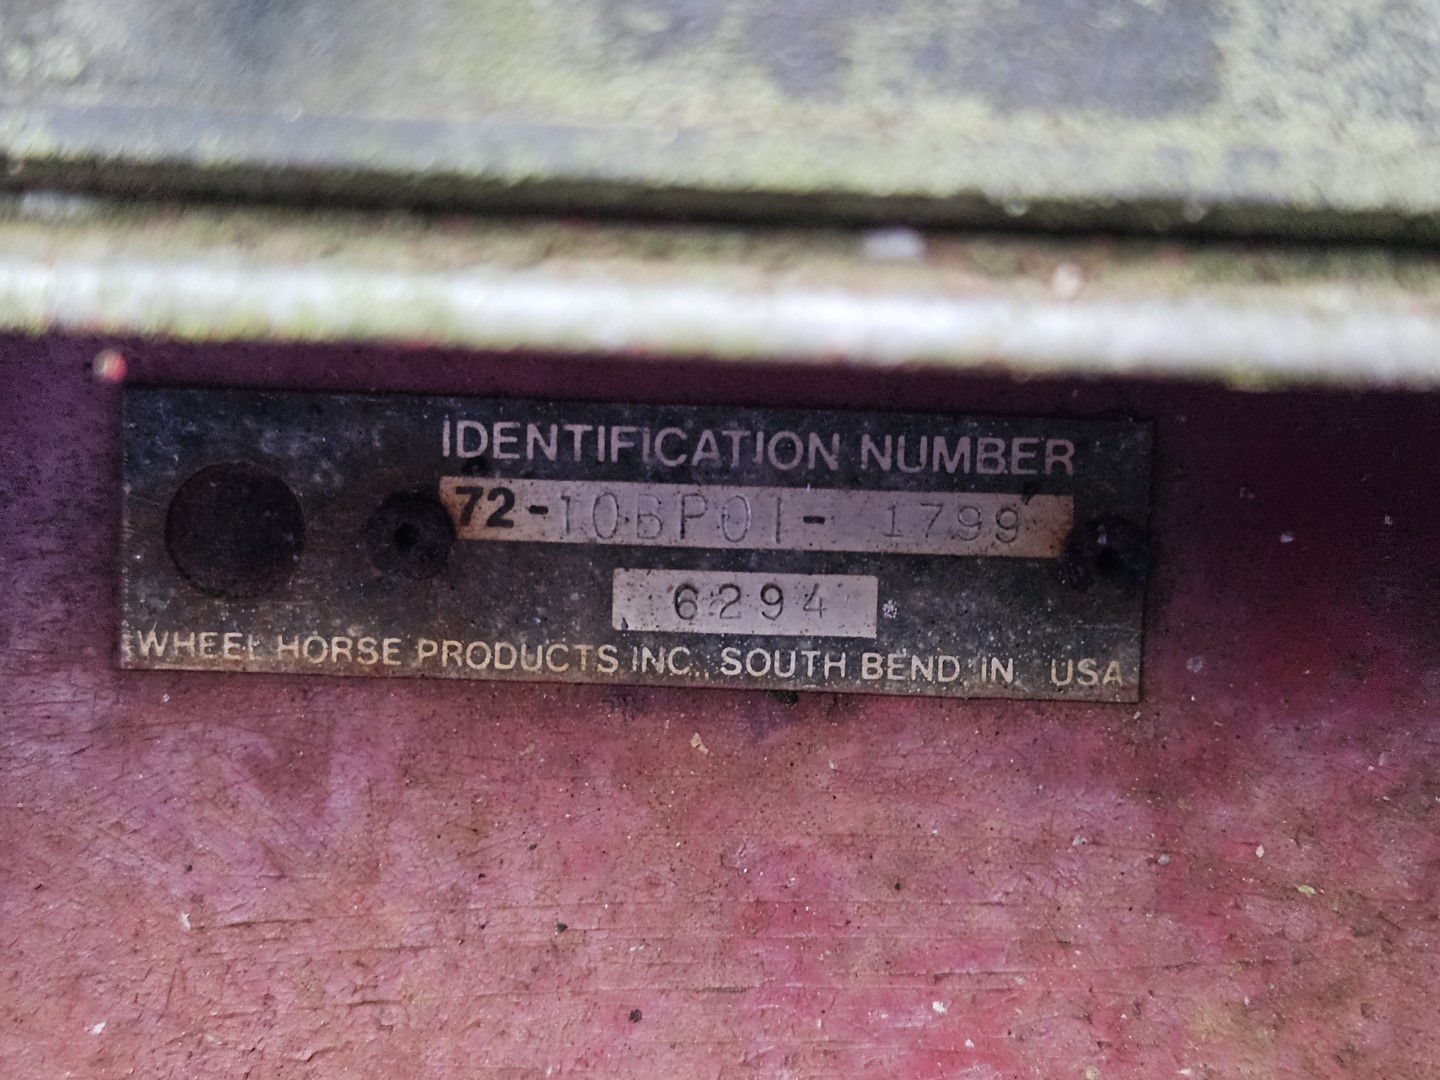 IDENTIFICATION NUMBER
72-10BP01- 1799
6294
WHEEL HORSE PRODUCTS INC., SOUTH BEND, IN USA